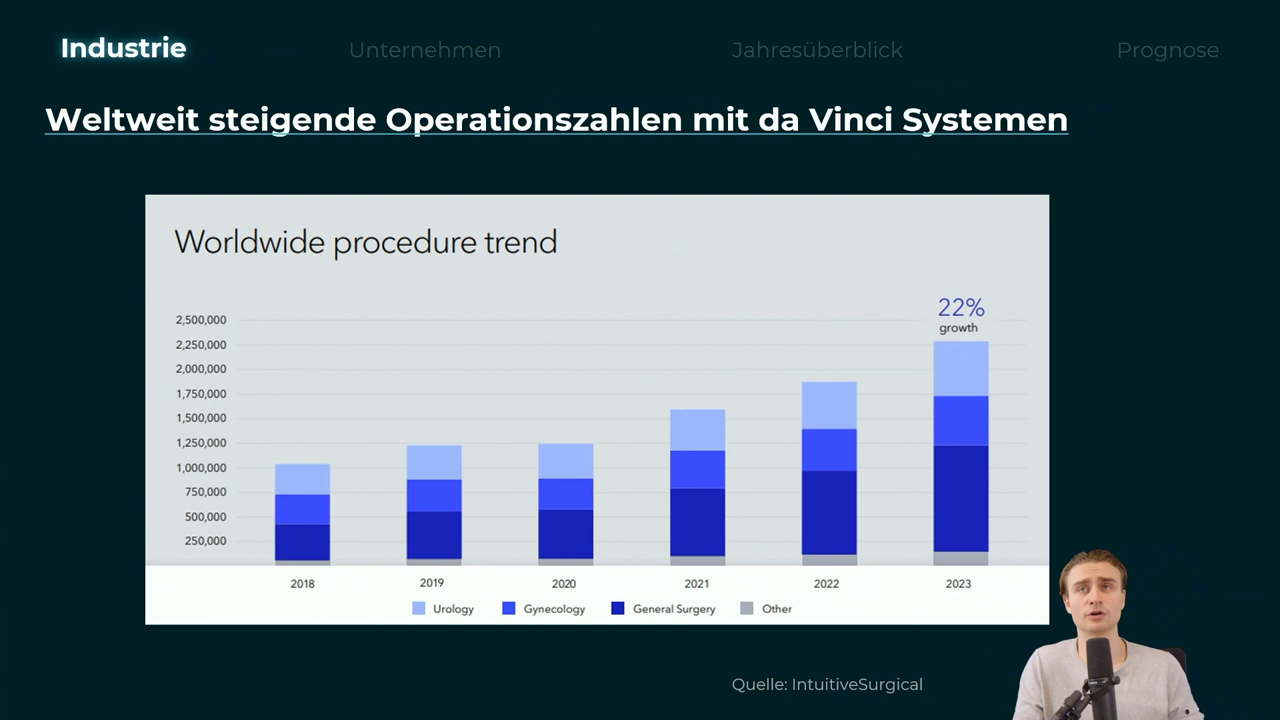 Industrie
Unternehmen
Jahresüberblick
Prognose
Weltweit steigende Operationszahlen mit da Vinci Systemen
Worldwide procedure trend
22%
growth
2,500,000
2,250,000
2,000,000
1,750,000
1,500,000
1,250,000
1,000,000
750,000
500,000
250,000
2018 2019 2020 2021 2022 2023
Urology Gynecology General Surgery Other
Quelle: IntuitiveSurgical